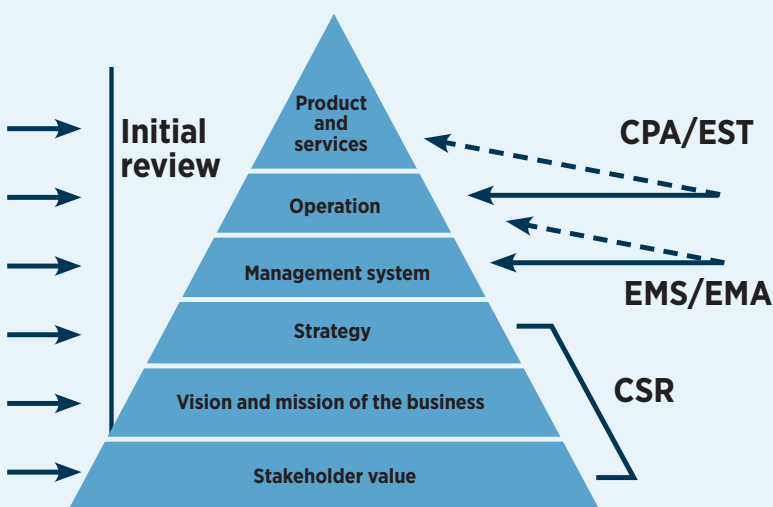 Product
and
services
Initial
review
CPA/EST
Operation
Management system
EMS/EMA
Strategy
CSR
Vision and mission of the business
Stakeholder value